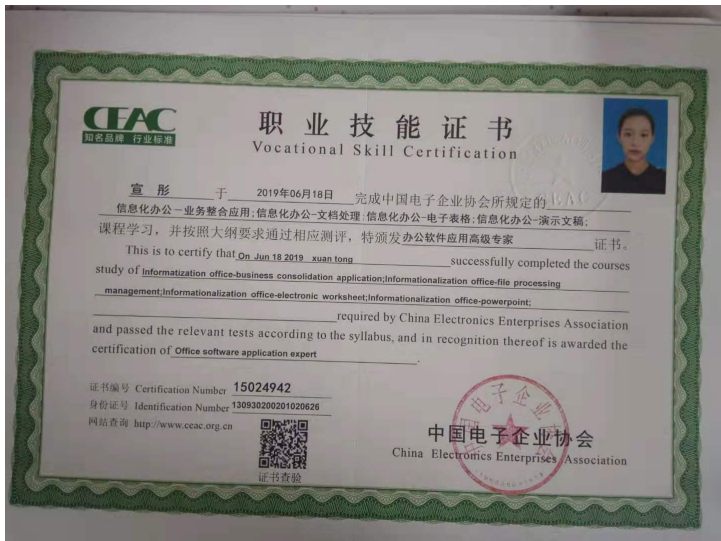 CEAC
知名品牌 行业标准
职业技能证书
Vocational Skill Certification
宣彤 于 2019年06月18日 完成中国电子企业协会所规定的
信息化办公-业务整合应用;信息化办公-文档处理;信息化办公-电子表格;信息化办公-演示文稿;
课程学习，并按照大纲要求通过相应测评，特颁发办公软件应用高级专家 证书。
This is to certify that On Jun 18 2019 xuan tong successfully completed the courses
study of Informatization office-business consolidation application;Informationalization office-file processing
management;Informationalization office-electronic worksheet;Informationalization office-powerpoint;
required by China Electronics Enterprises Association
and passed the relevant tests according to the syllabus, and in recognition thereof is awarded the
certification of Office software application expert.
证书编号 Certification Number 15024942
身份证号 Identification Number 130930200201020626
网站查询 http://www.ceac.org.cn
证书查验
中国电子企业协会
中国电子企业协会
China Electronics Enterprises Association